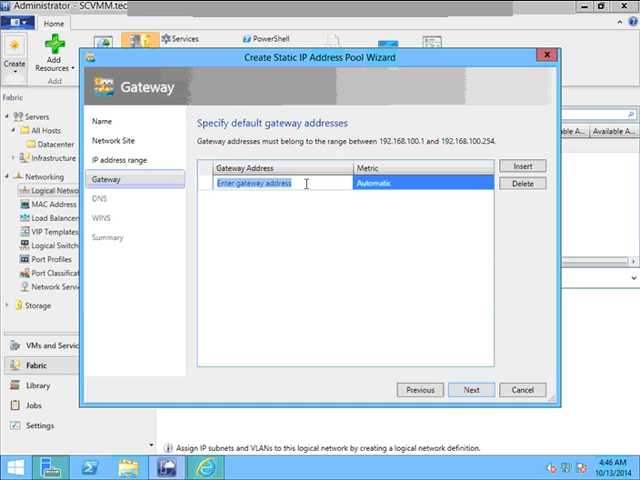 Administrator - SCVMM.tec
Home
Create
Add
Resources
Add
Services
PowerShell
Fabric
Servers
All Hosts
Datacenter
Infrastructure
Networking
Logical Netwo
MAC Address
Load Balancers
VIP Templates
Logical Switch
Port Profiles
Port Classificat
Network Servi
Storage
VMs and Servic
Fabric
Library
Jobs
Settings
Create Static IP Address Pool Wizard
Gateway
Name
Network Site
IP address range
Gateway
DNS
WINS
Summary
Specify default gateway addresses
Gateway addresses must belong to the range between 192.168.100.1 and 192.168.100.254.
Gateway Address Metric
Enter gateway address Automatic
Insert
Delete
Previous Next Cancel
ble A... Available A...
Assign IP subnets and VLANs to this logical network by creating a logical network definition.
4:46 AM
10/13/2014